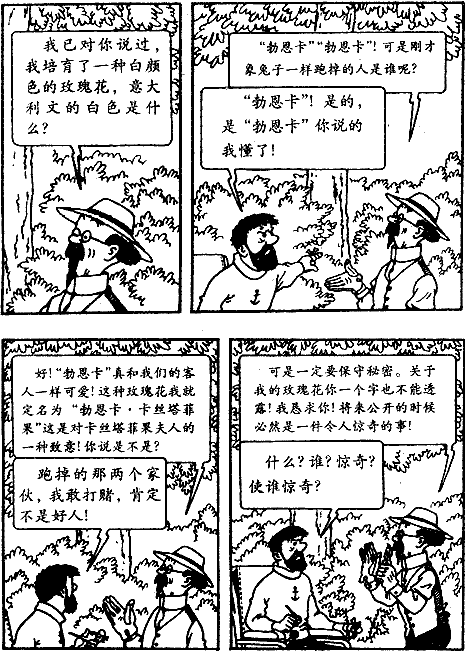 我已对你说过，
我培育了一种白颜
色的玫瑰花，意大
利文的白色是什
么？
“勃恩卡”“勃恩卡”！可是刚才
象兔子一样跑掉的人是谁呢？
“勃恩卡”！是的，
是“勃恩卡”你说的
我懂了！
好！“勃恩卡”真和我们的客
人一样可爱！这种玫瑰花我就
定名为“勃恩卡·卡丝塔菲
果”这是对卡丝塔菲果夫人的
一种致意！你说是不是？
跑掉的那两个家
伙，我敢打赌，肯定
不是好人！
可是一定要保守秘密。关于
我的玫瑰花你一个字也不能透
露！我恳求你！将来公开的时候
必然是一件令人惊奇的事！
什么？谁？惊奇？
使谁惊奇？